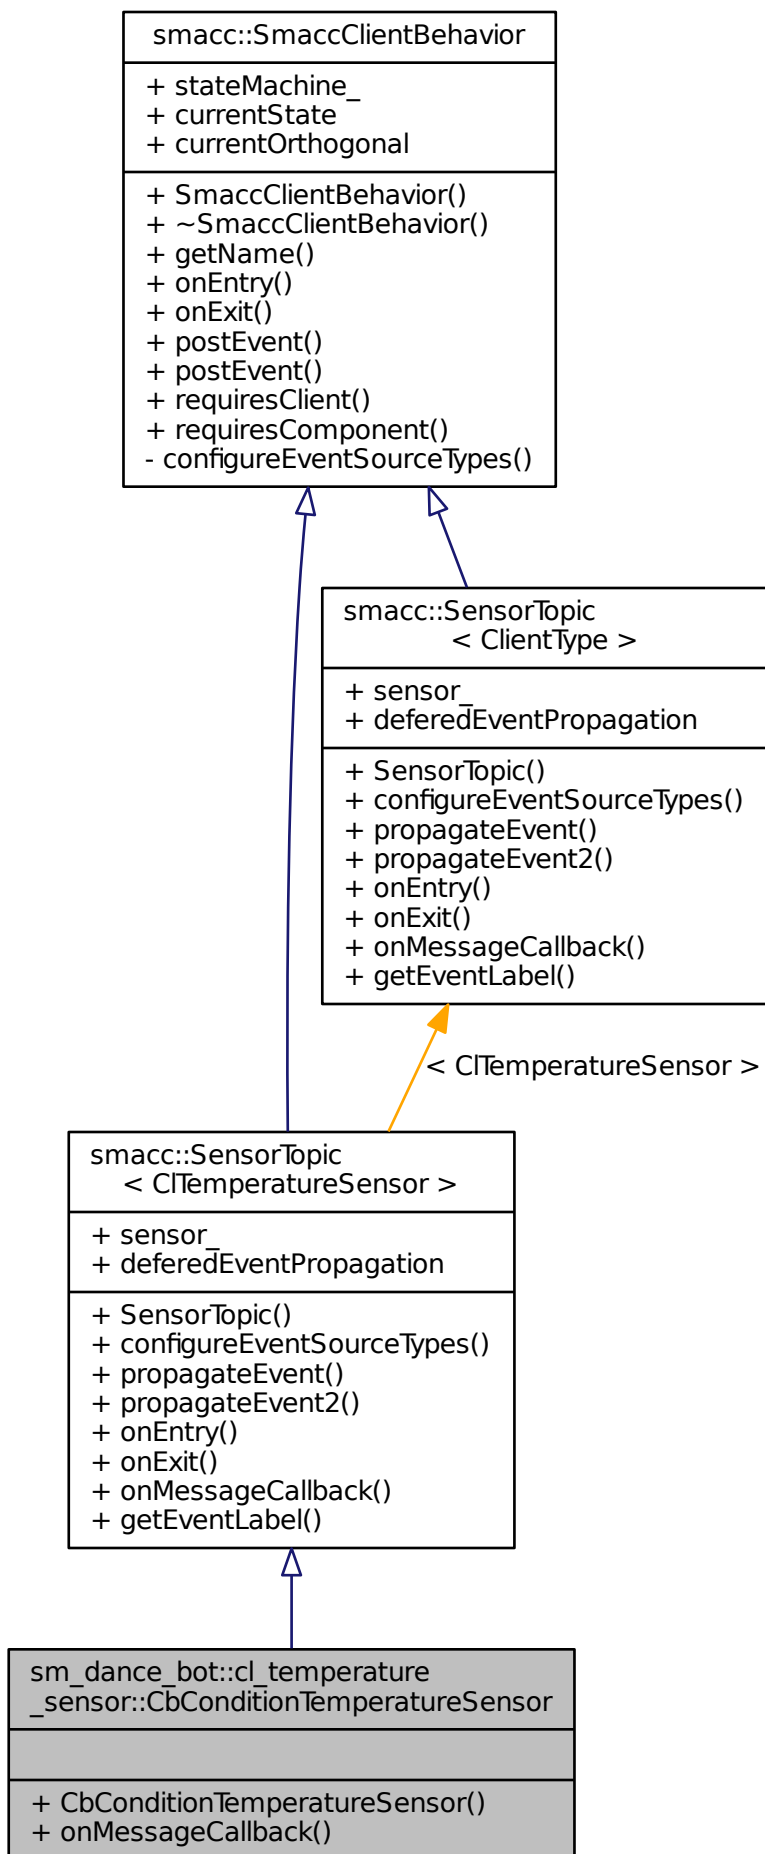 smacc::SmaccClientBehavior
+ stateMachine_
+ currentState
+ currentOrthogonal
+ SmaccClientBehavior()
+ ~SmaccClientBehavior()
+ getName()
+ onEntry()
+ onExit()
+ postEvent()
+ postEvent()
+ requiresClient()
+ requiresComponent()
- configureEventSourceTypes()
smacc::SensorTopic
< ClientType >
+ sensor_
+ deferedEventPropagation
+ SensorTopic()
+ configureEventSourceTypes()
+ propagateEvent()
+ propagateEvent2()
+ onEntry()
+ onExit()
+ onMessageCallback()
+ getEventLabel()
< ClTemperatureSensor >
smacc::SensorTopic
< ClTemperatureSensor >
+ sensor_
+ deferedEventPropagation
+ SensorTopic()
+ configureEventSourceTypes()
+ propagateEvent()
+ propagateEvent2()
+ onEntry()
+ onExit()
+ onMessageCallback()
+ getEventLabel()
sm_dance_bot::cl_temperature
_sensor::CbConditionTemperatureSensor
+ CbConditionTemperatureSensor()
+ onMessageCallback()